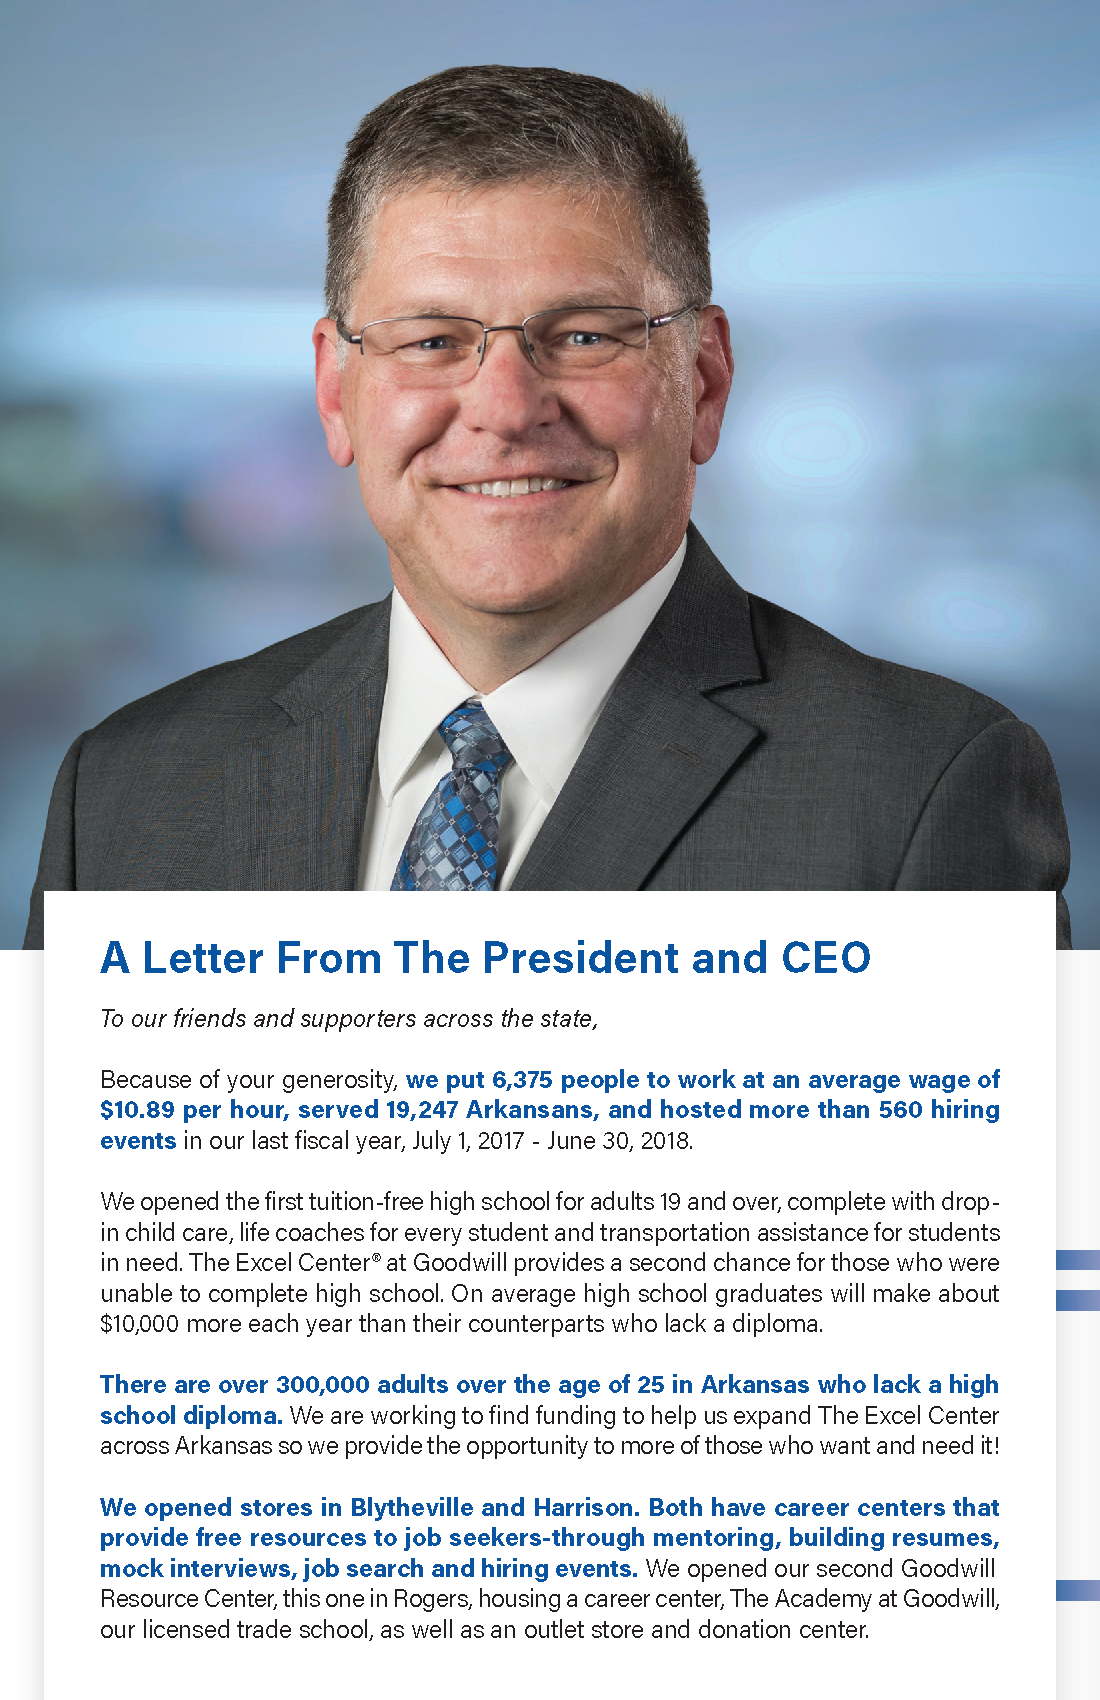 A Letter From The President and CEO
To our friends and supporters across the state,
Because of your generosity, we put 6,375 people to work at an average wage of
$10.89 per hour, served 19,247 Arkansans, and hosted more than 560 hiring
events in our last fiscal year, July 1, 2017 - June 30, 2018.
We opened the first tuition-free high school for adults 19 and over, complete with drop-
in child care, life coaches for every student and transportation assistance for students
in need. The Excel Center® at Goodwill provides a second chance for those who were
unable to complete high school. On average high school graduates will make about
$10,000 more each year than their counterparts who lack a diploma.
There are over 300,000 adults over the age of 25 in Arkansas who lack a high
school diploma. We are working to find funding to help us expand The Excel Center
across Arkansas so we provide the opportunity to more of those who want and need it!
We opened stores in Blytheville and Harrison. Both have career centers that
provide free resources to job seekers-through mentoring, building resumes,
mock interviews, job search and hiring events. We opened our second Goodwill
Resource Center, this one in Rogers, housing a career center, The Academy at Goodwill,
our licensed trade school, as well as an outlet store and donation center.